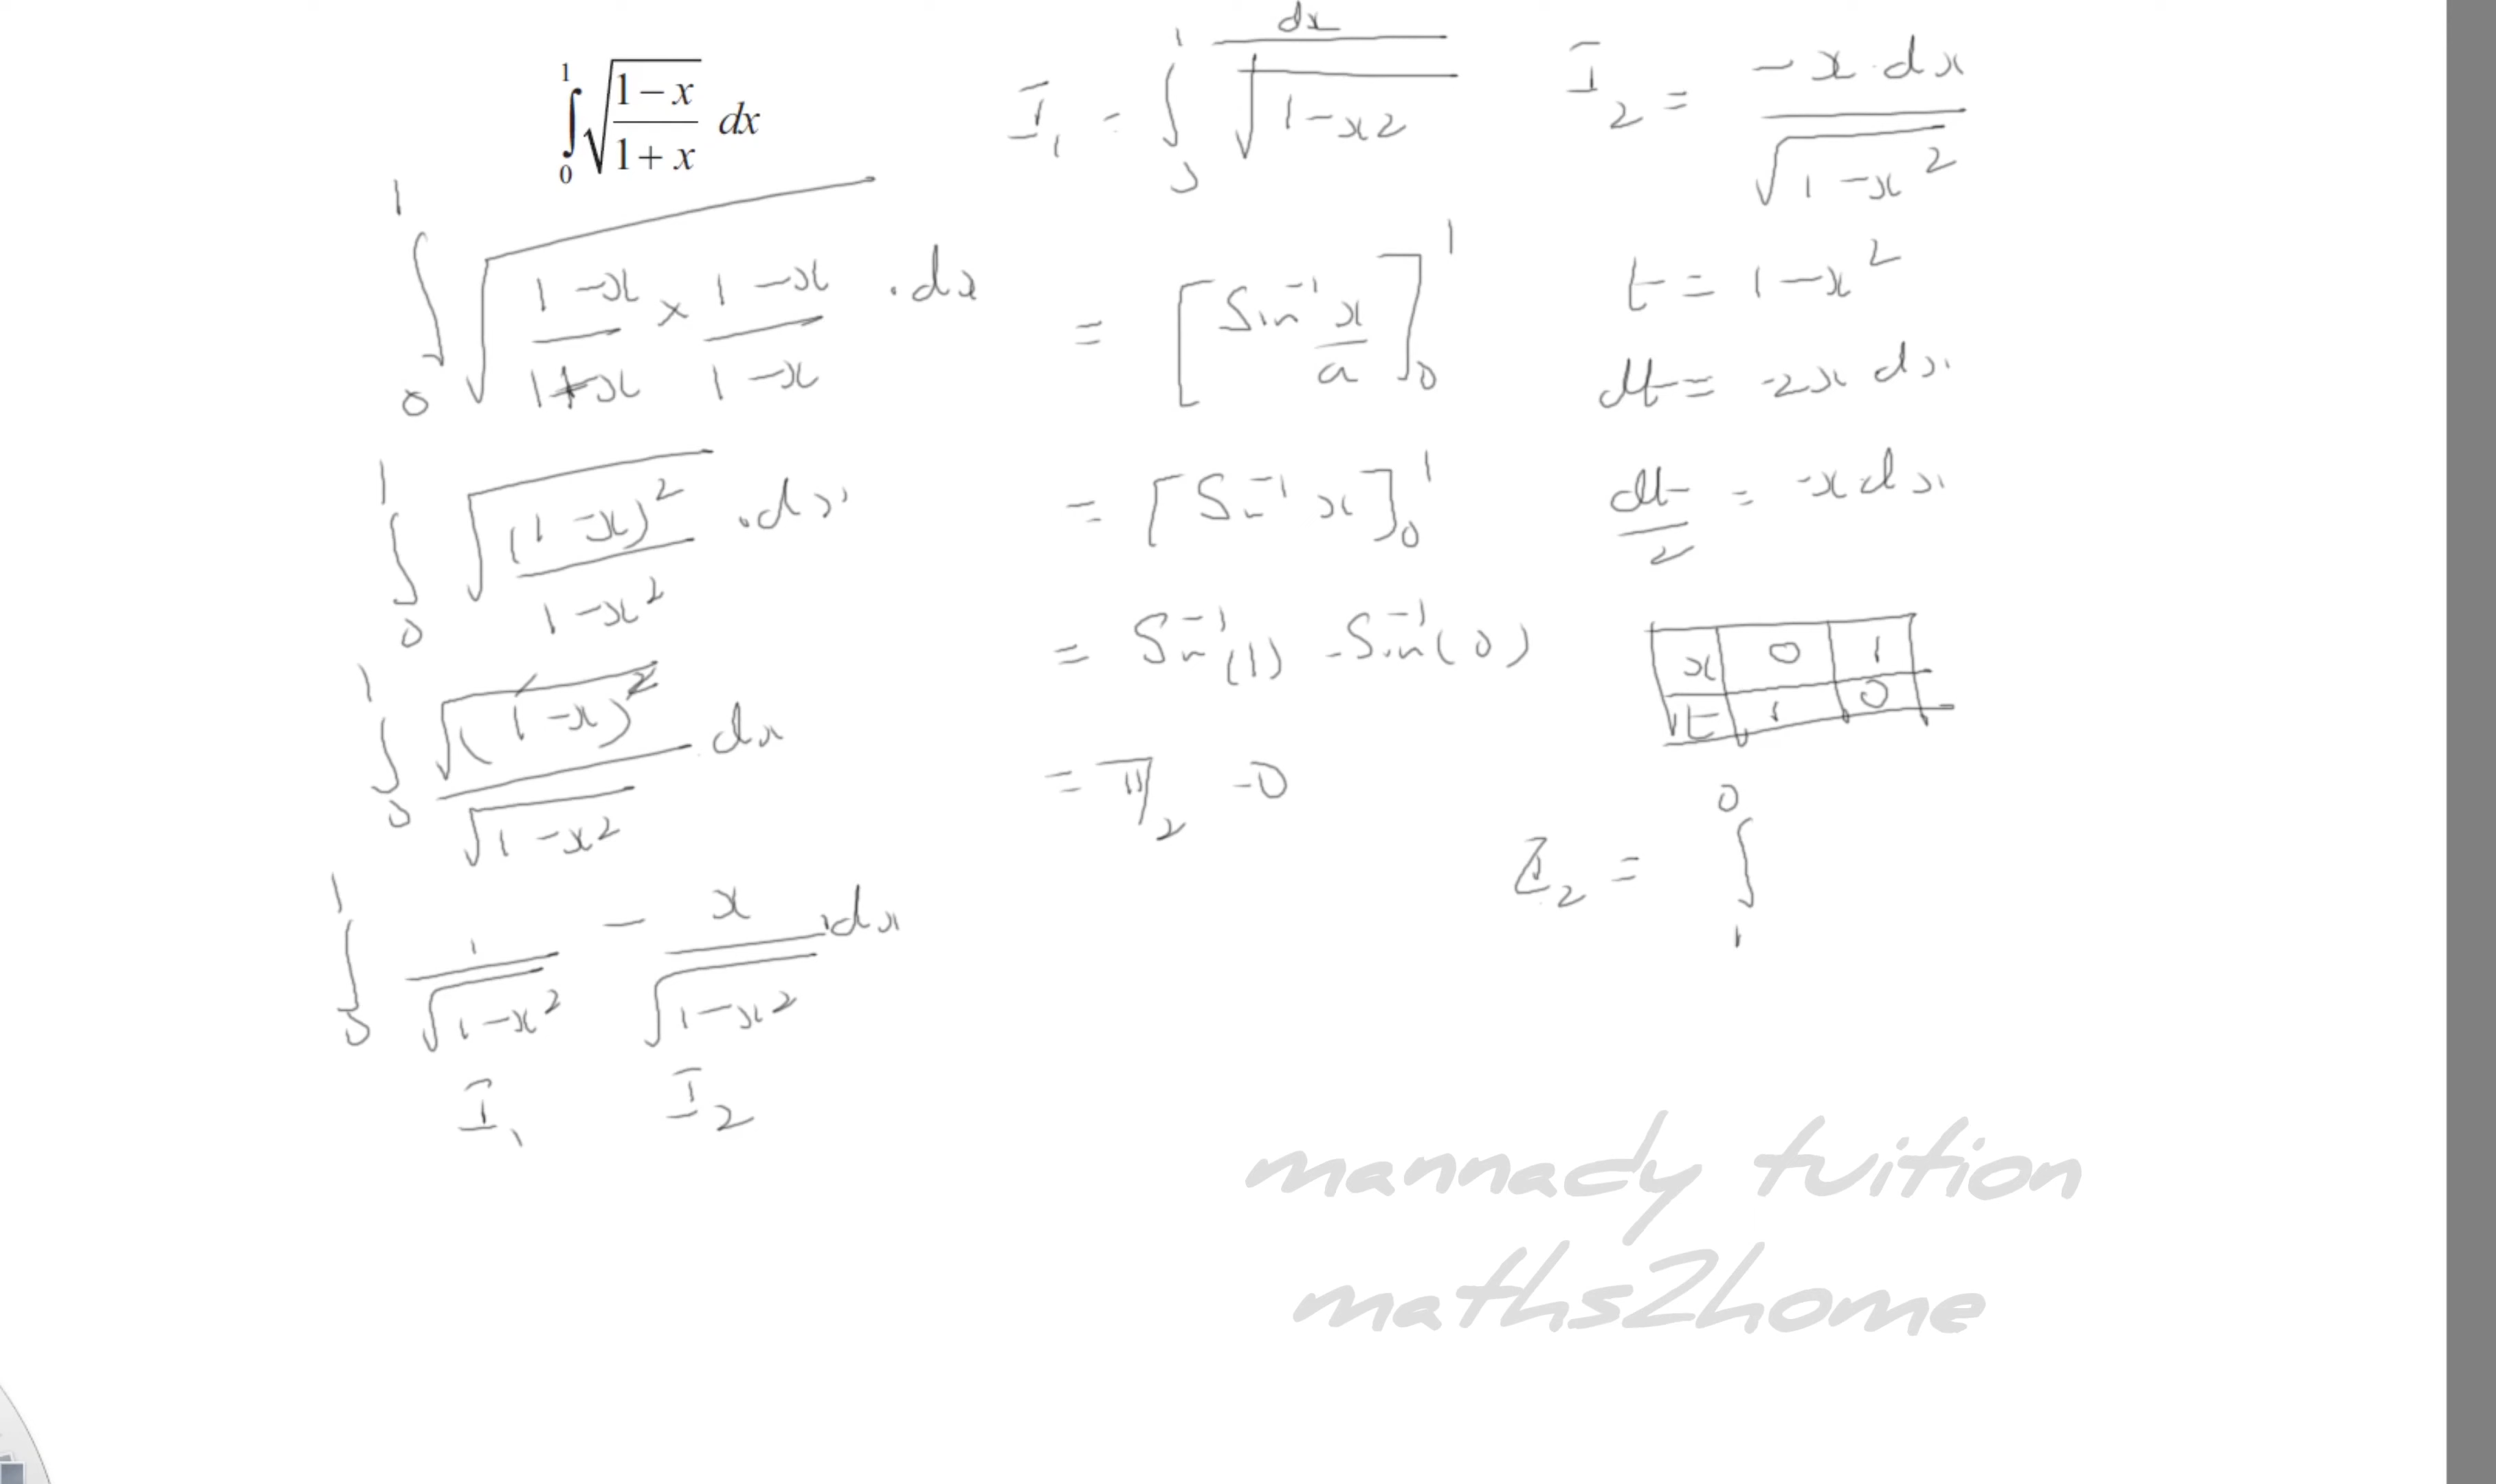 ∫₀¹ √((1−x)/(1+x)) dx
∫₀¹ √((1−x)/(1+x) × (1−x)/(1−x)) .dx
∫₀¹ √((1−x)²/(1−x²)) .dx
∫₀¹ √((1−x)²)/√(1−x²) .dx
∫₀¹ 1/√(1−x²) − x/√(1−x²) .dx
I₁ I₂
I₁ = ∫₀¹ dx/√(1−x²)
= [Sin⁻¹ x/a]₀¹
= [Sin⁻¹ x]₀¹
= Sin⁻¹(1) − Sin⁻¹(0)
= π/2 − 0
I₂ = −x.dx/√(1−x²)
t = 1−x²
dt = −2x dx
dt/2 = −x dx
x 0 1
t 1 0
I₂ = ∫₁⁰
mannady tuition
maths2home